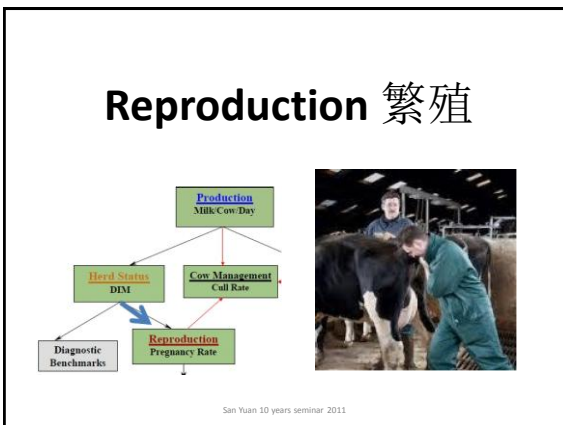 Reproduction 繁殖
Production
Milk/Cow/Day
Herd Status
DIM
Cow Management
Cull Rate
Reproduction
Pregnancy Rate
Diagnostic
Benchmarks
San Yuan 10 years seminar 2011